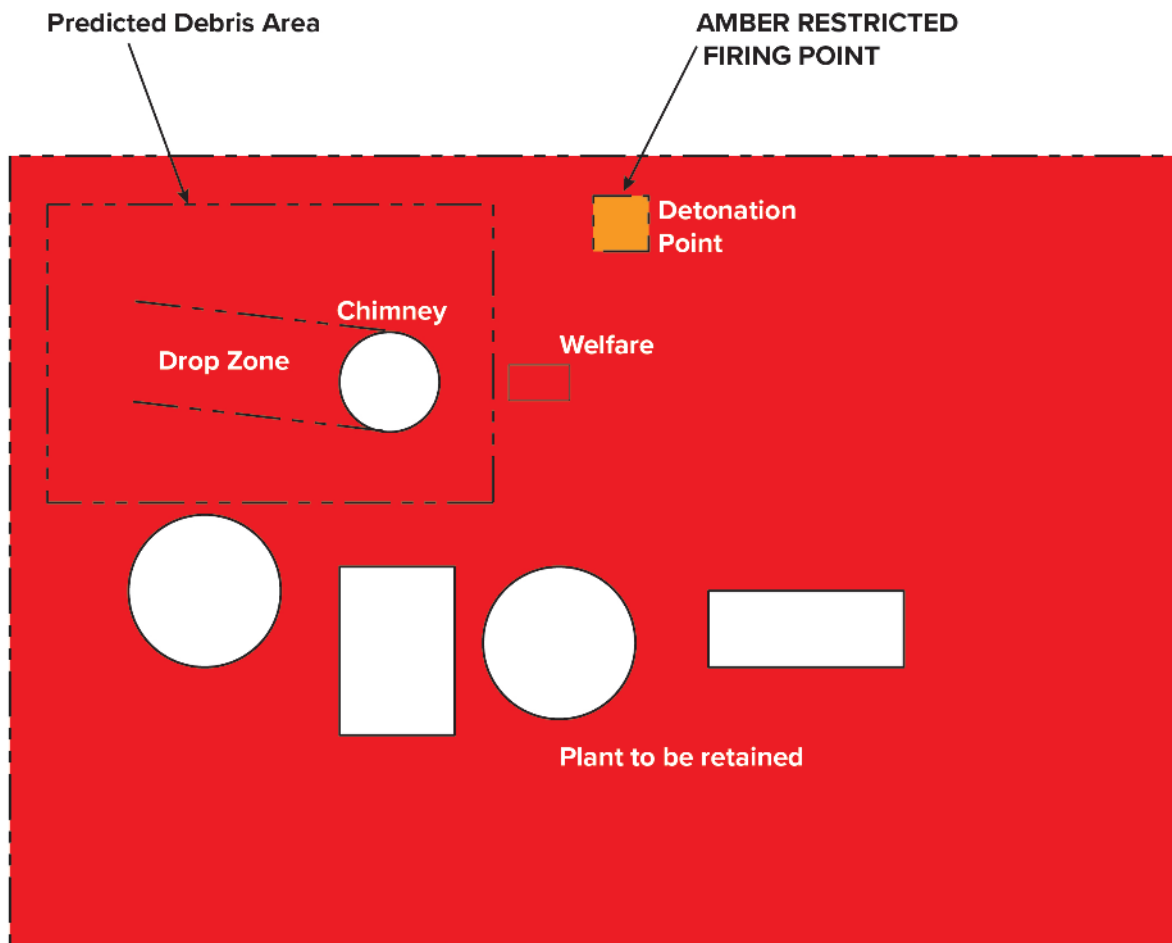 Predicted Debris Area
AMBER RESTRICTED
FIRING POINT
Detonation
Point
Chimney
Welfare
Drop Zone
Plant to be retained